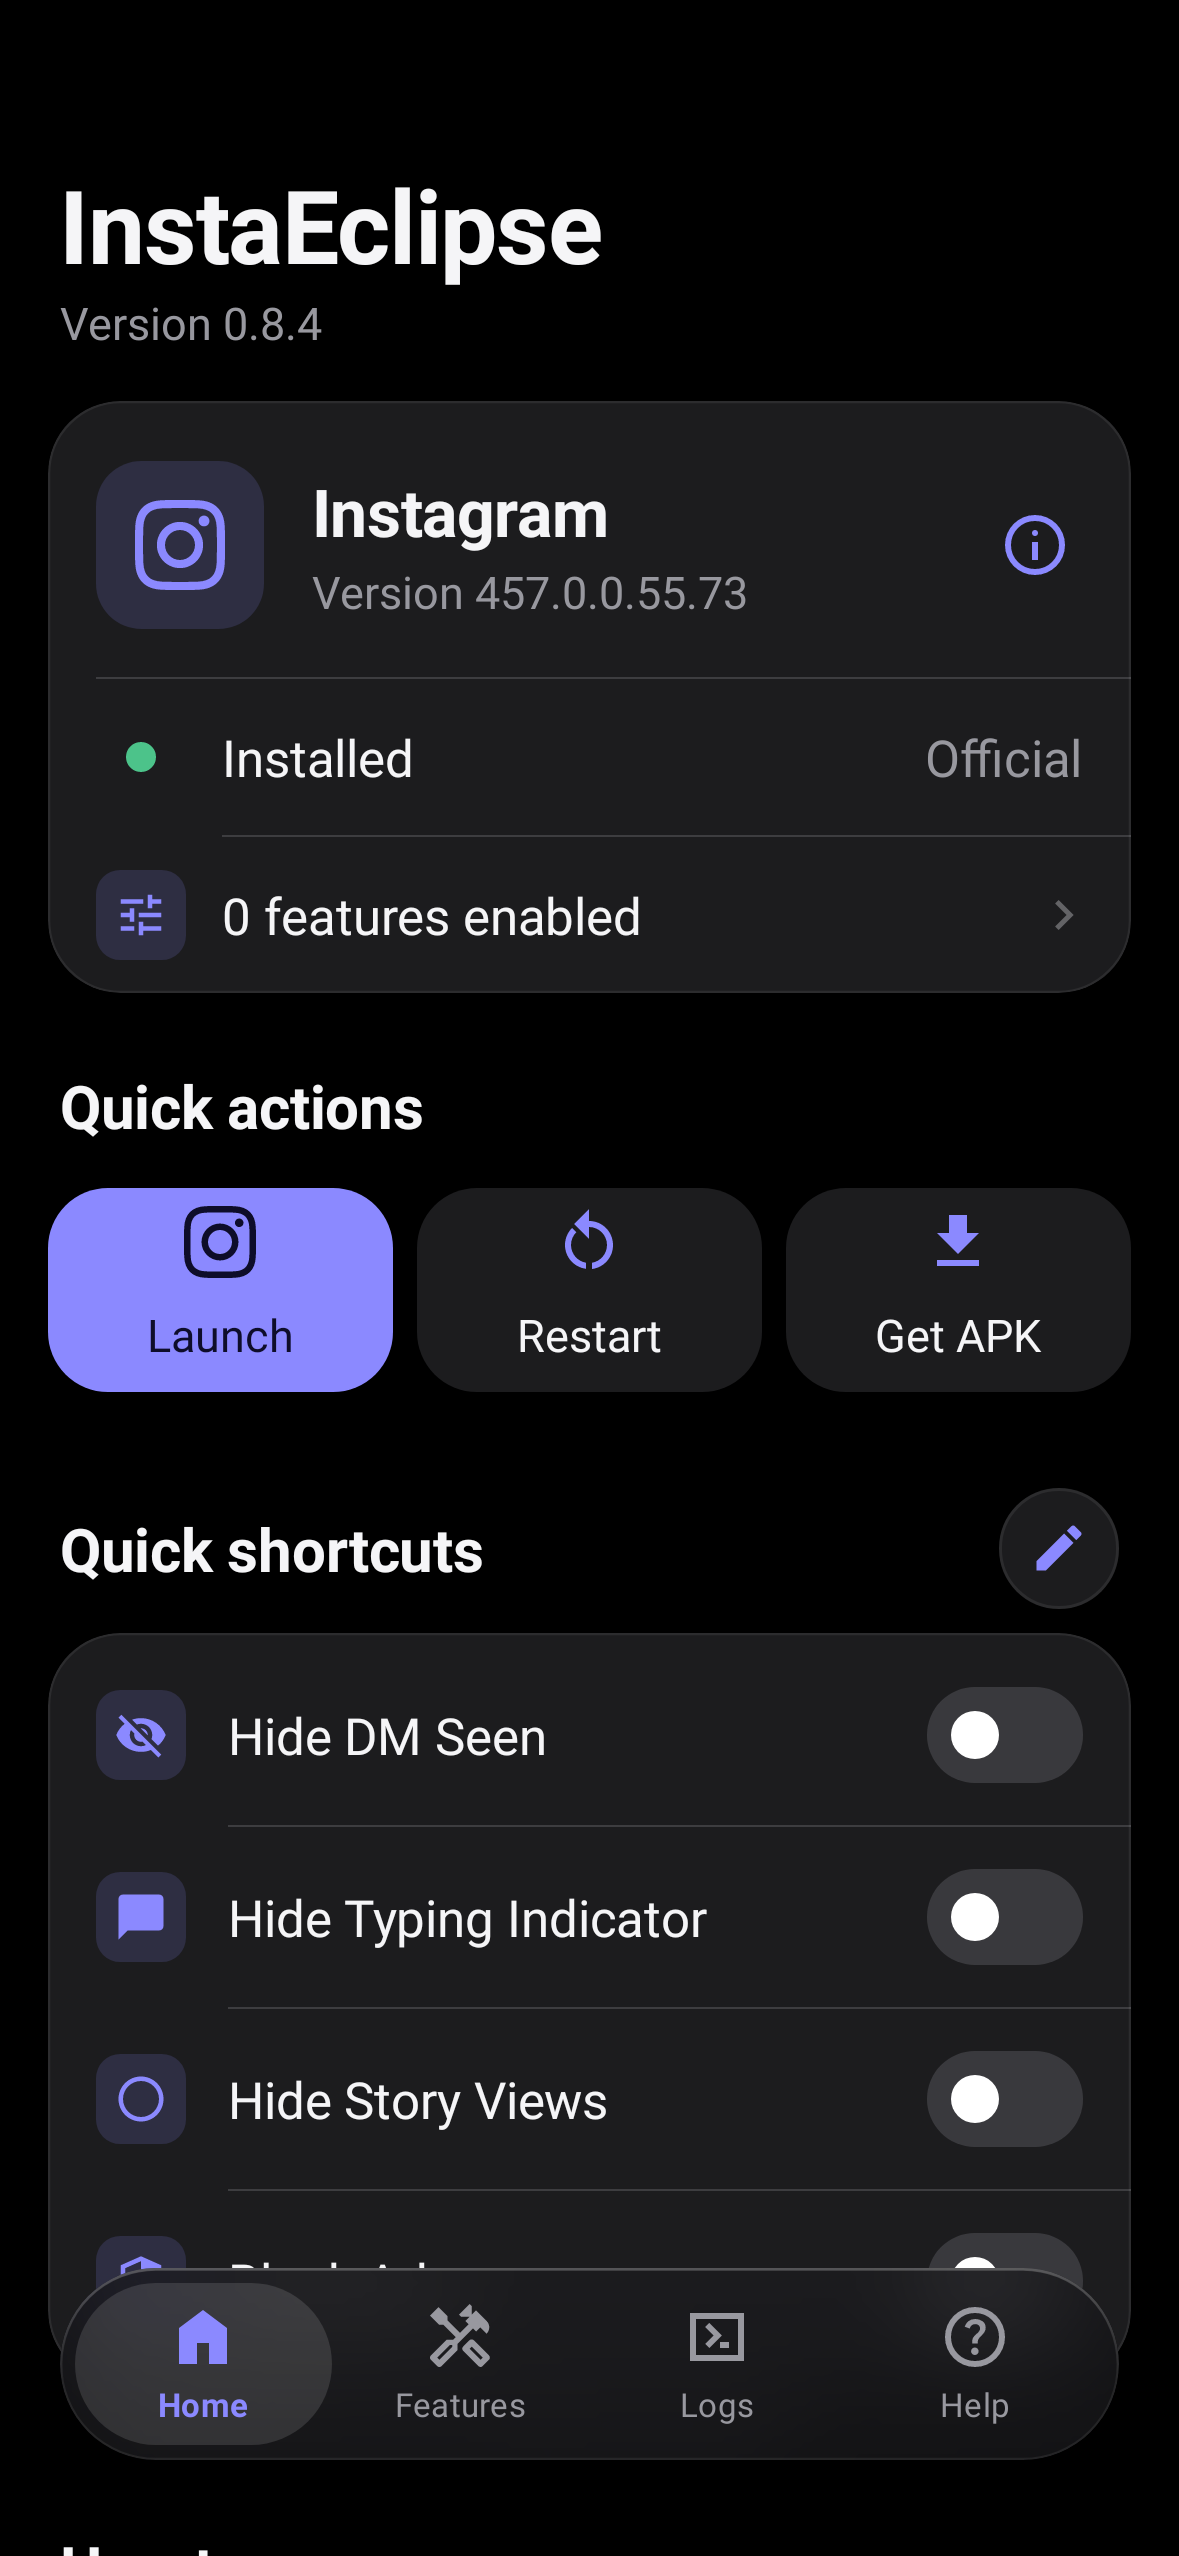 InstaEclipse
Version 0.8.4
Instagram
Version 457.0.0.55.73
Installed
Official
0 features enabled
Quick actions
Launch
Restart
Get APK
Quick shortcuts
Hide DM Seen
Hide Typing Indicator
Hide Story Views
Home
Features
Logs
Help